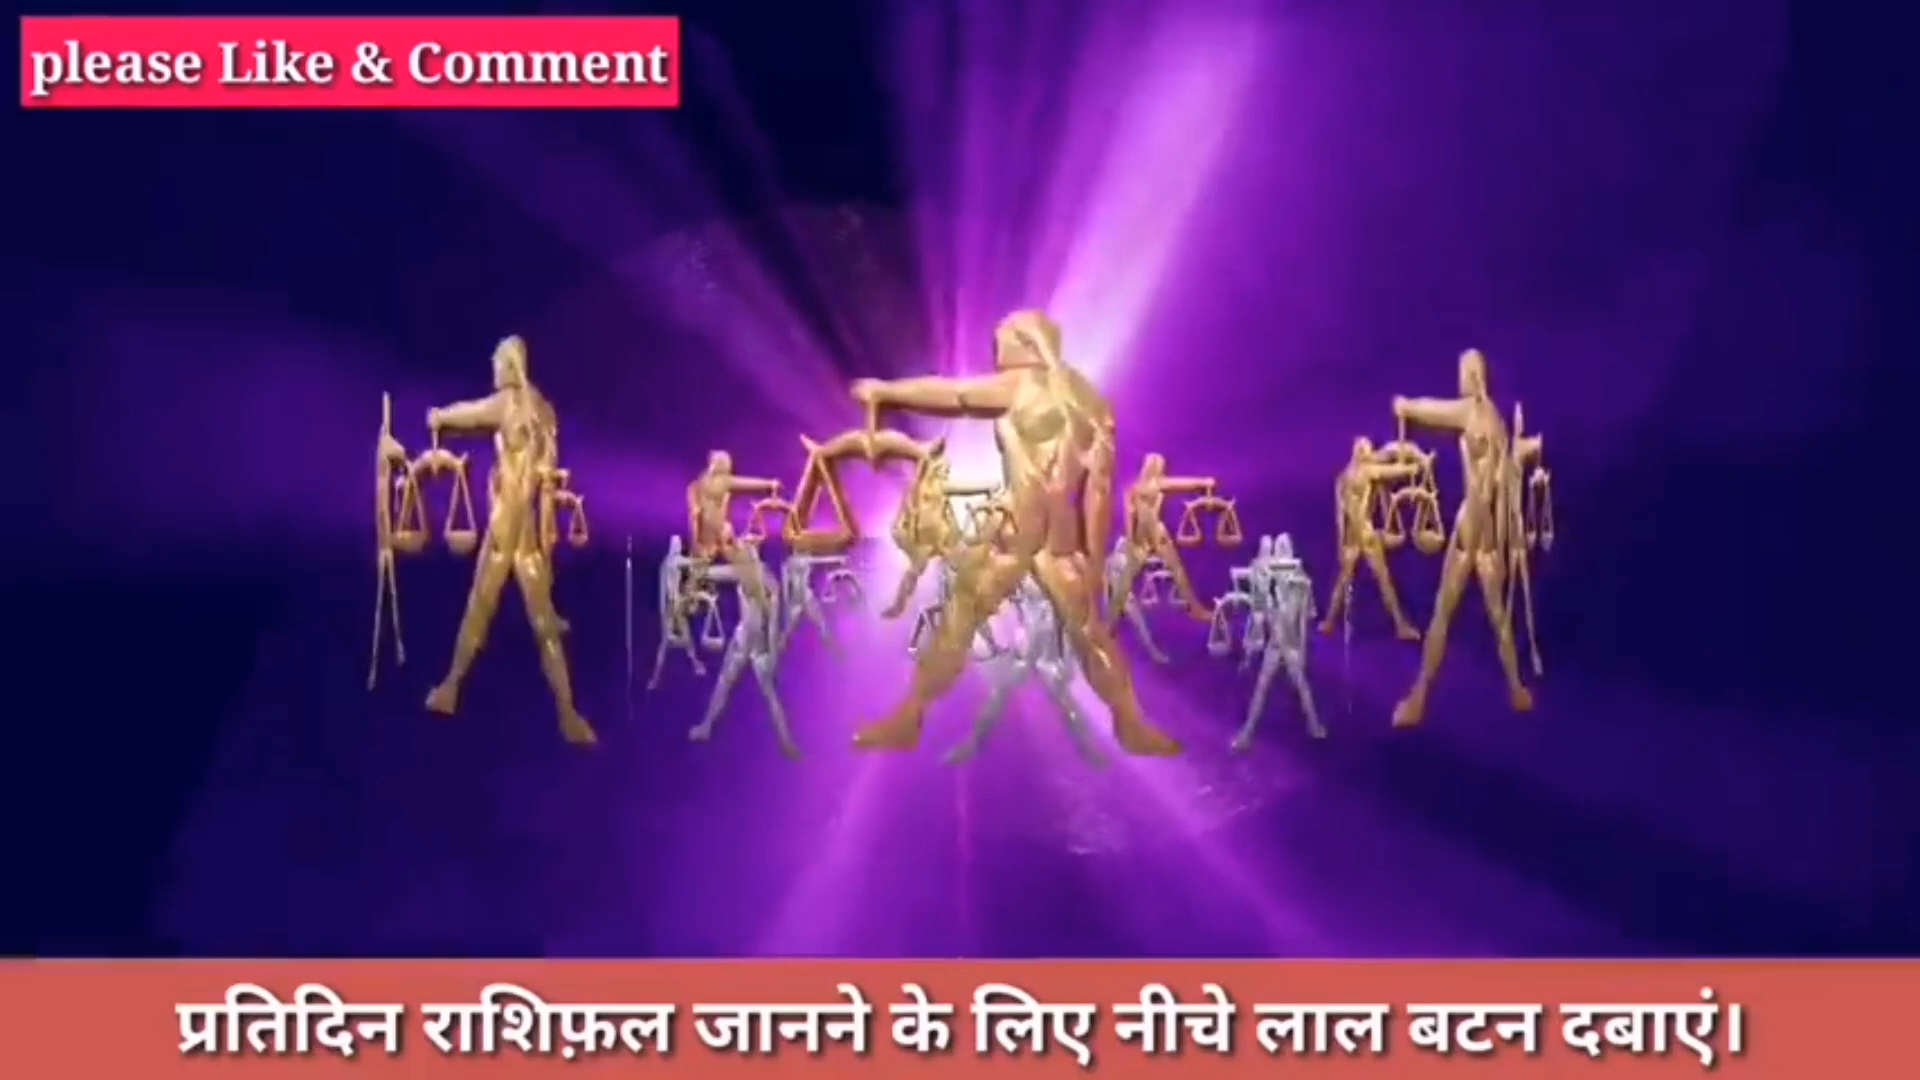 please Like & Comment
प्रतिदिन राशिफ़ल जानने के लिए नीचे लाल बटन दबाएं।